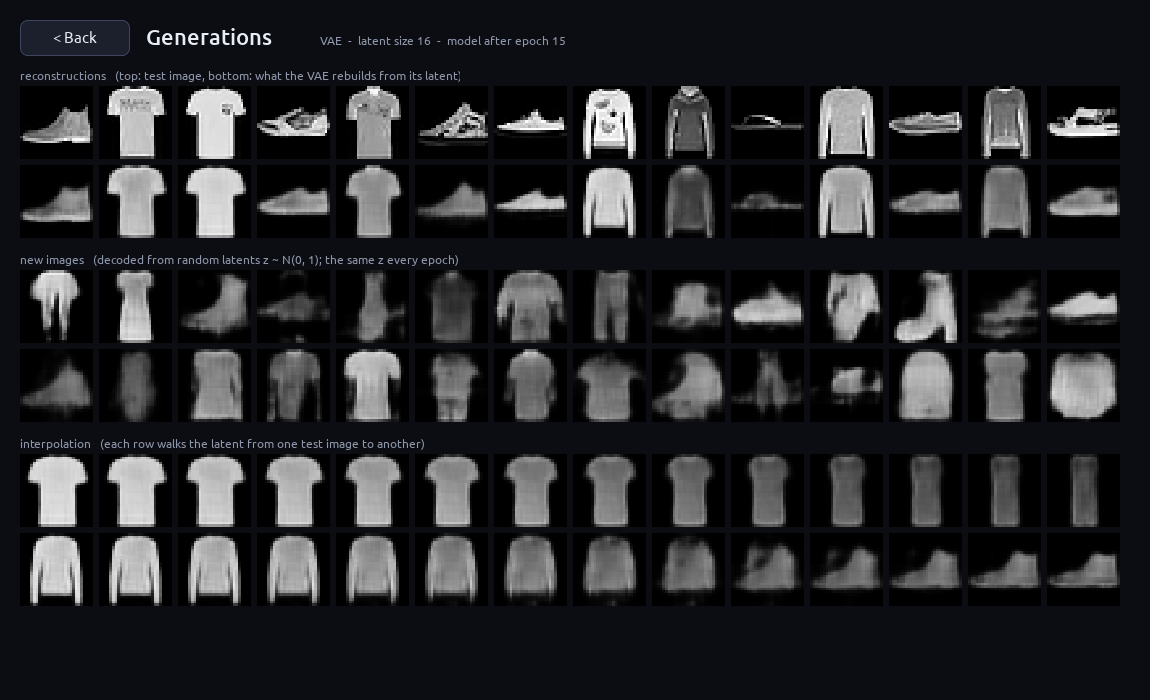 < Back
Generations
VAE - latent size 16 - model after epoch 15
reconstructions (top: test image, bottom: what the VAE rebuilds from its latent)
new images (decoded from random latents z ~ N(0, 1); the same z every epoch)
interpolation (each row walks the latent from one test image to another)